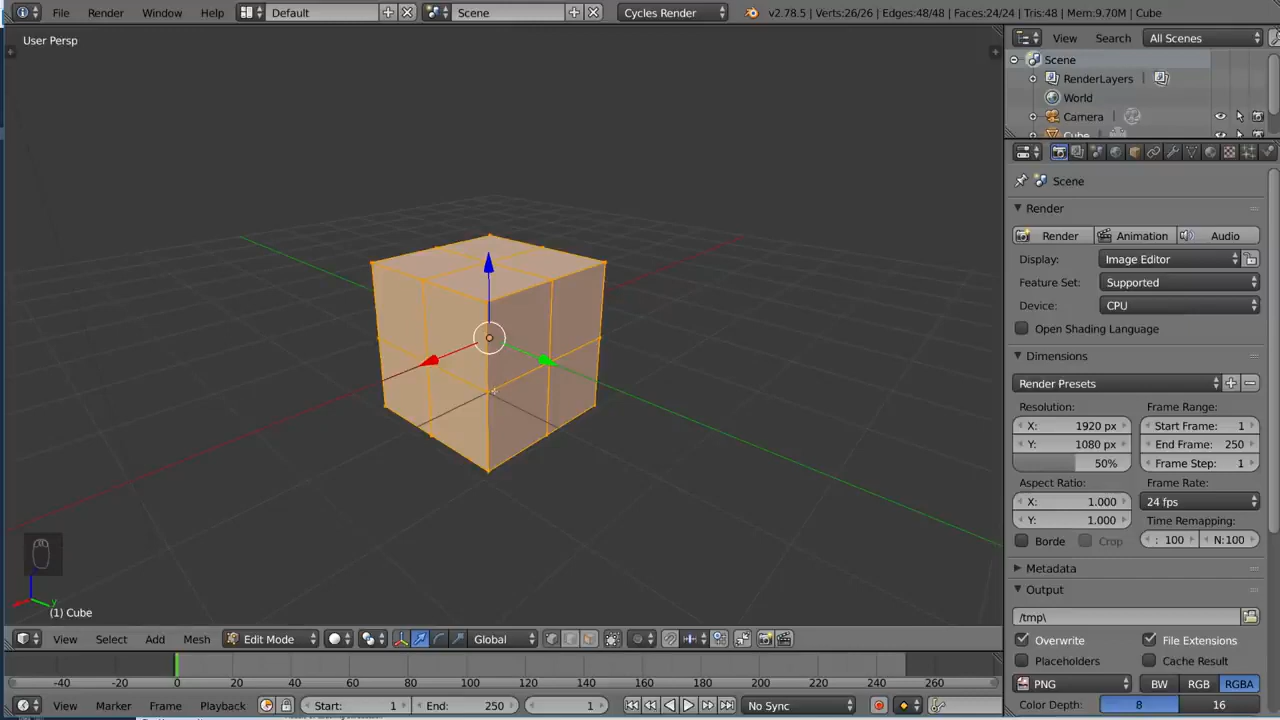 File Render Window Help Default Scene Cycles Render v2.78.5 | Verts:26/26 | Edges:48/48 | Faces:24/24 | Tris:48 | Mem:9.70M | Cube
User Persp
View Search All Scenes
Scene
RenderLayers
World
Camera
Cube
Scene
Render
Render Animation Audio
Display: Image Editor
Feature Set: Supported
Device: CPU
Open Shading Language
Dimensions
Render Presets
Resolution: Frame Range:
X: 1920 px Start Frame: 1
Y: 1080 px End Frame: 250
50% Frame Step: 1
Aspect Ratio: Frame Rate:
X: 1.000 24 fps
Y: 1.000 Time Remapping:
Borde Crop : 100 N:100
Metadata
Output
/tmp\
Overwrite File Extensions
Placeholders Cache Result
PNG BW RGB RGBA
Color Depth: 8 16
y
(1) Cube
View Select Add Mesh Edit Mode Global
-40 -20 0 20 40 60 80 100 120 140 160 180 200 220 240 260
View Marker Frame Playback Start: 1 End: 250 1 No Sync